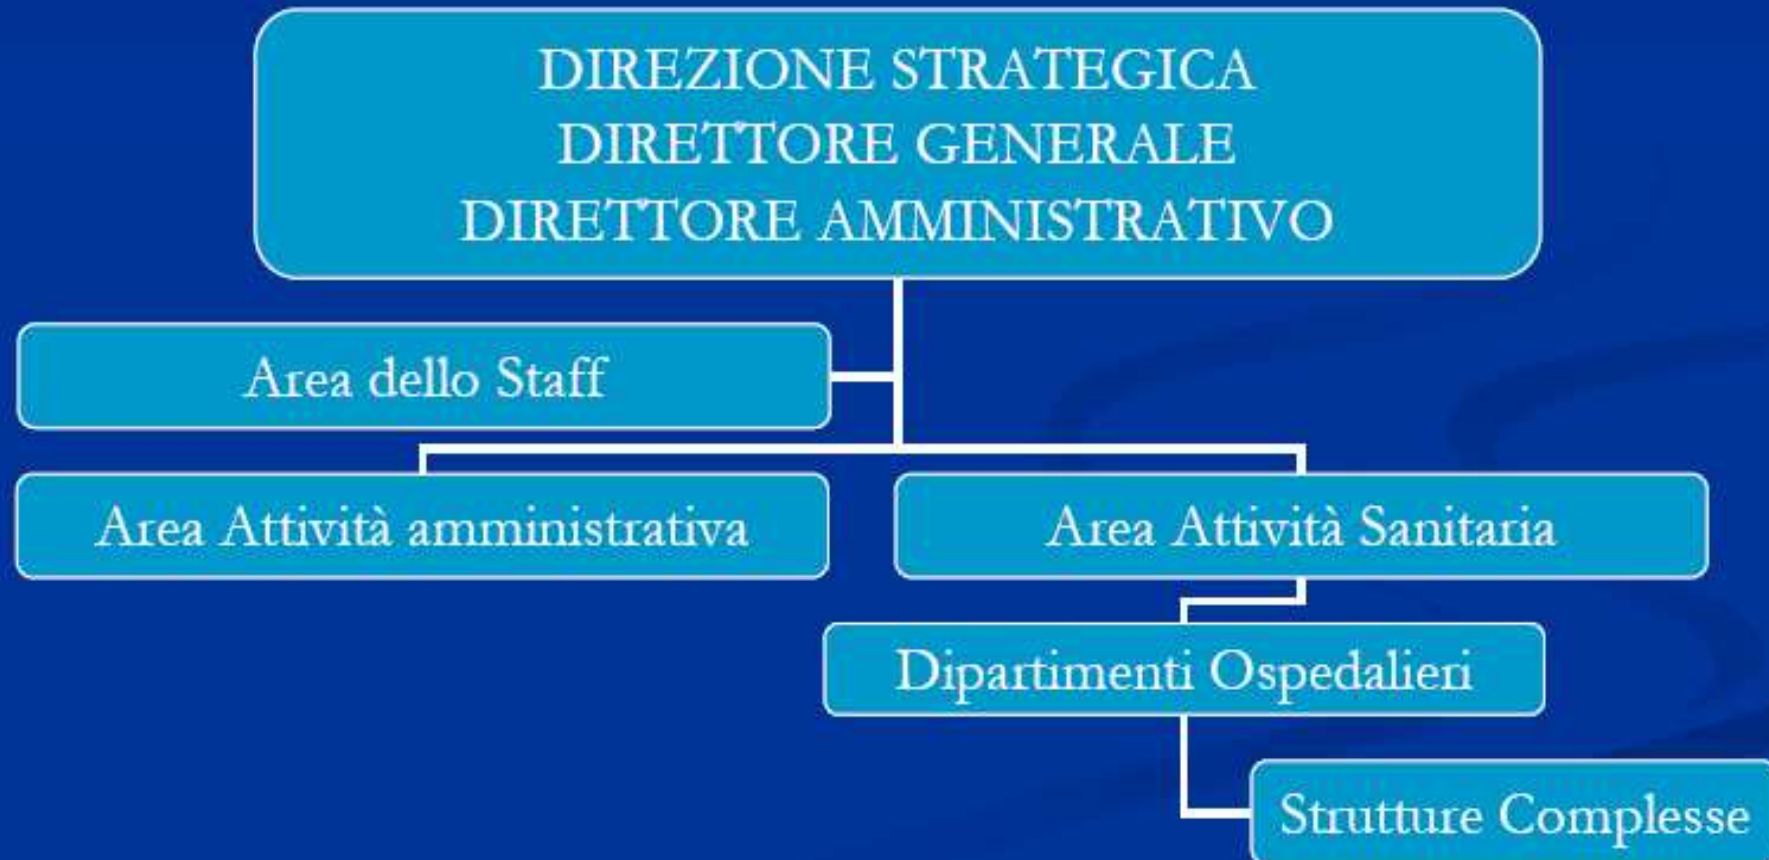 DIREZIONE STRATEGICA
DIRETTORE GENERALE
DIRETTORE AMMINISTRATIVO
Area dello Staff
Area Attività amministrativa
Area Attività Sanitaria
Dipartimenti Ospedalieri
Strutture Complesse